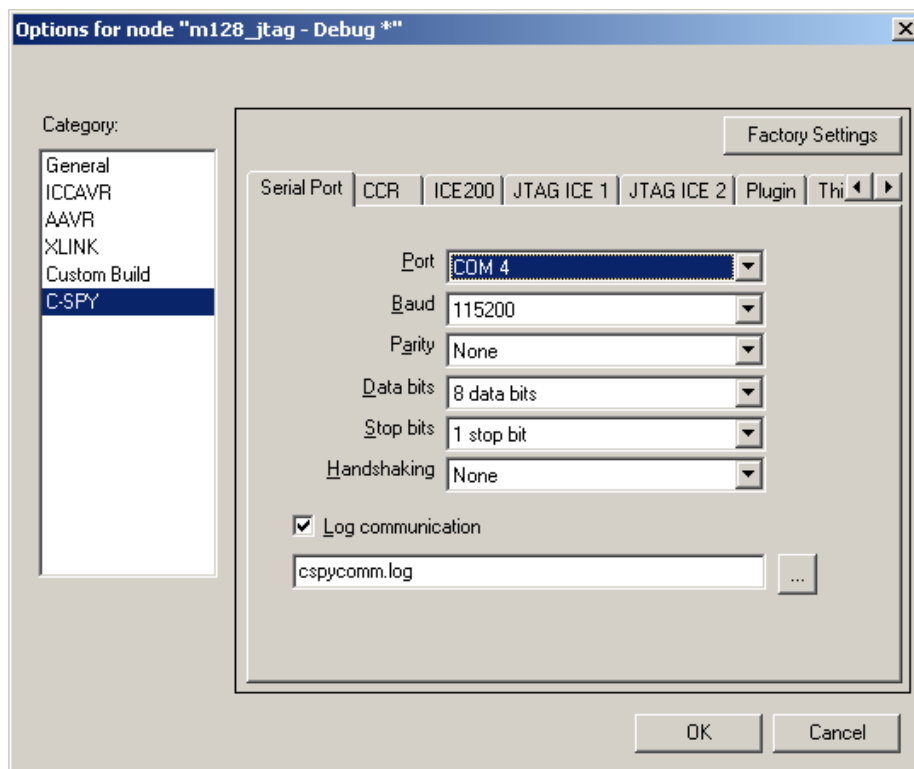 Options for node "m128_jtag - Debug *"
Category:
General
ICCAVR
AAVR
XLINK
Custom Build
C-SPY
Factory Settings
Serial Port CCR ICE200 JTAG ICE 1 JTAG ICE 2 Plugin Thi
Port COM 4
Baud 115200
Parity None
Data bits 8 data bits
Stop bits 1 stop bit
Handshaking None
Log communication
cspycomm.log ...
OK Cancel